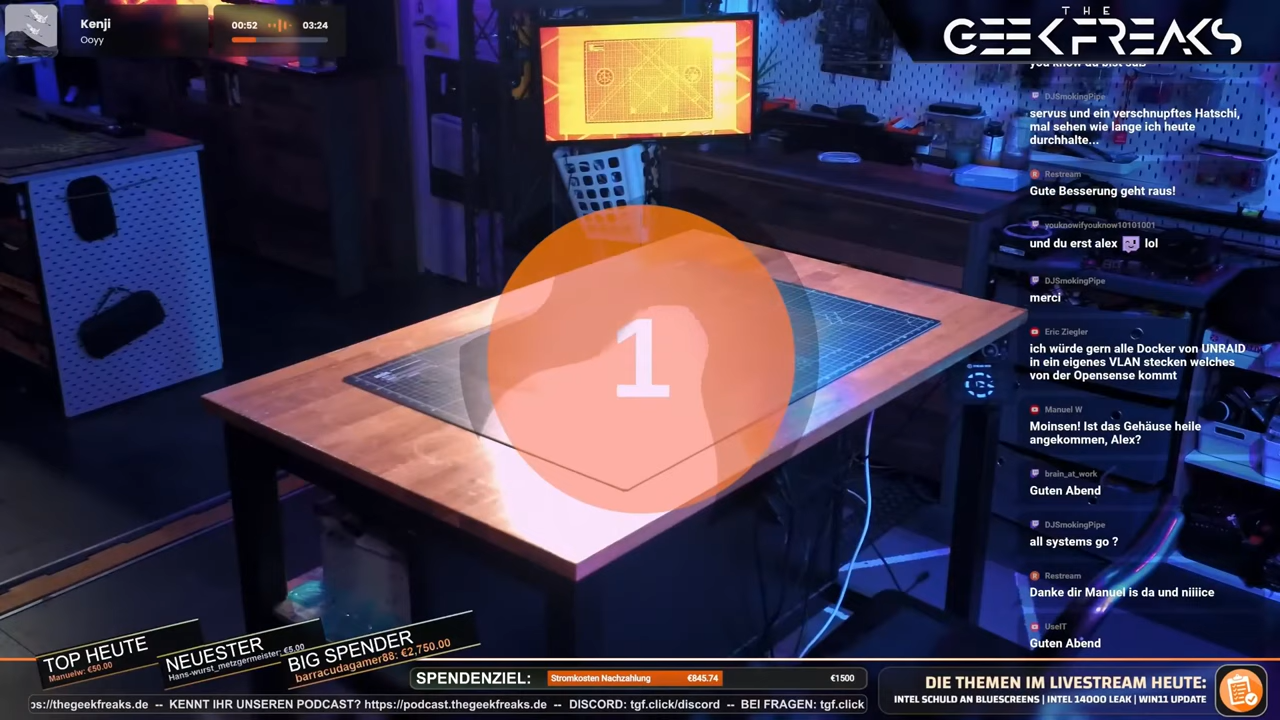 Kenji
Ooyy
00:52
03:24
THE
GEEKFREAKS
you know du bist süß
DJSmokingPipe
servus und ein verschnupftes Hatschi,
mal sehen wie lange ich heute
durchhalte...
Restream
Gute Besserung geht raus!
youknowifyouknow10101001
und du erst alex lol
DJSmokingPipe
merci
Eric Ziegler
ich würde gern alle Docker von UNRAID
in ein eigenes VLAN stecken welches
von der Opensense kommt
Manuel W
Moinsen! Ist das Gehäuse heile
angekommen, Alex?
brain_at_work
Guten Abend
DJSmokingPipe
all systems go ?
Restream
Danke dir Manuel is da und niiiice
UseIT
Guten Abend
1
TOP HEUTE
Manuelw: €50.00
NEUESTER
Hans-wurst_metzgermeister: €5.00
BIG SPENDER
barracudagamer88: €2,750.00
SPENDENZIEL:
Stromkosten Nachzahlung
€845.74
€1500
DIE THEMEN IM LIVESTREAM HEUTE:
INTEL SCHULD AN BLUESCREENS | INTEL 14000 LEAK | WIN11 UPDATE
os://thegeekfreaks.de -- KENNT IHR UNSEREN PODCAST? https://podcast.thegeekfreaks.de -- DISCORD: tgf.click/discord -- BEI FRAGEN: tgf.click